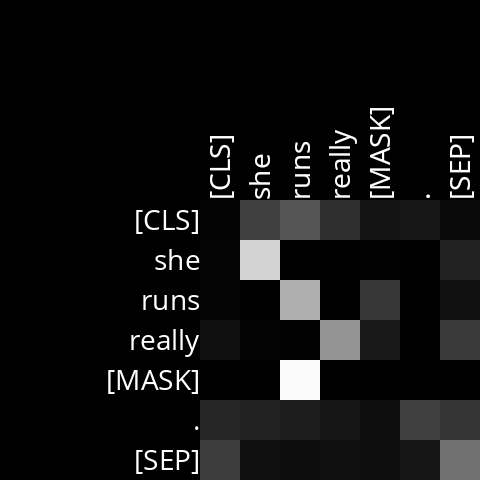 [CLS] she runs really [MASK] . [SEP]
[CLS]
she
runs
really
[MASK]
.
[SEP]